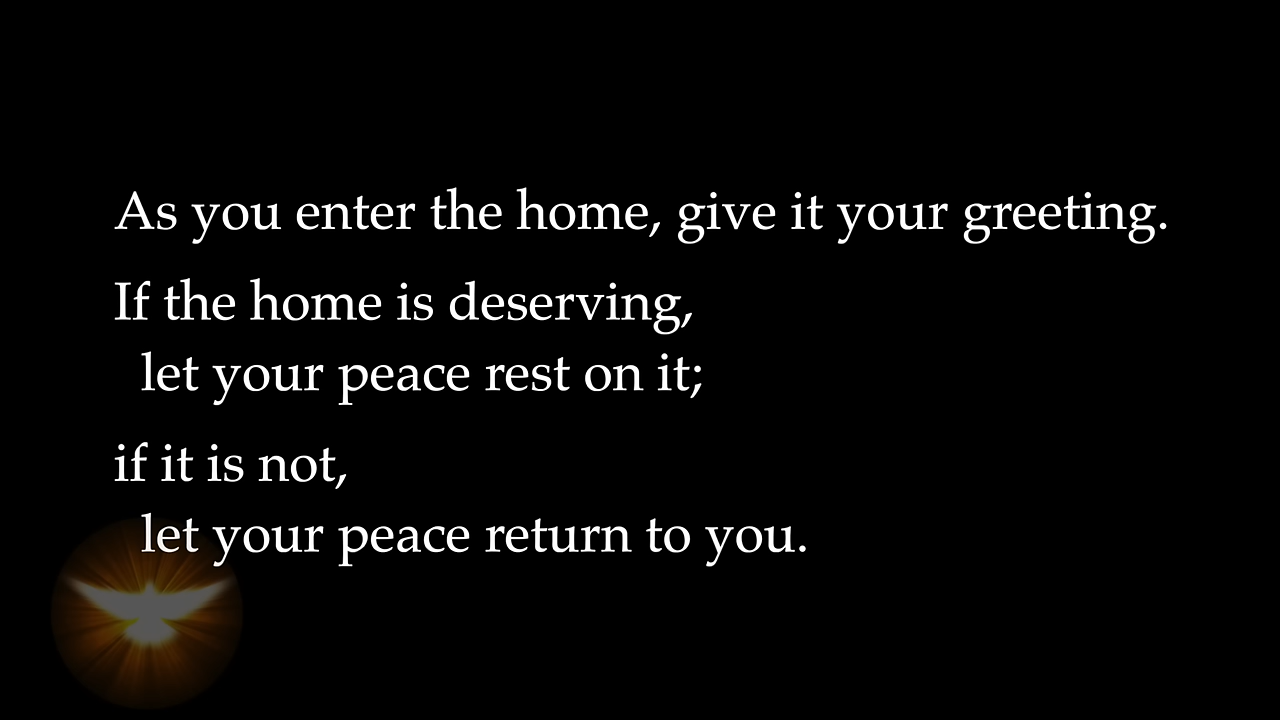 As you enter the home, give it your greeting.
If the home is deserving,
let your peace rest on it;
if it is not,
let your peace return to you.